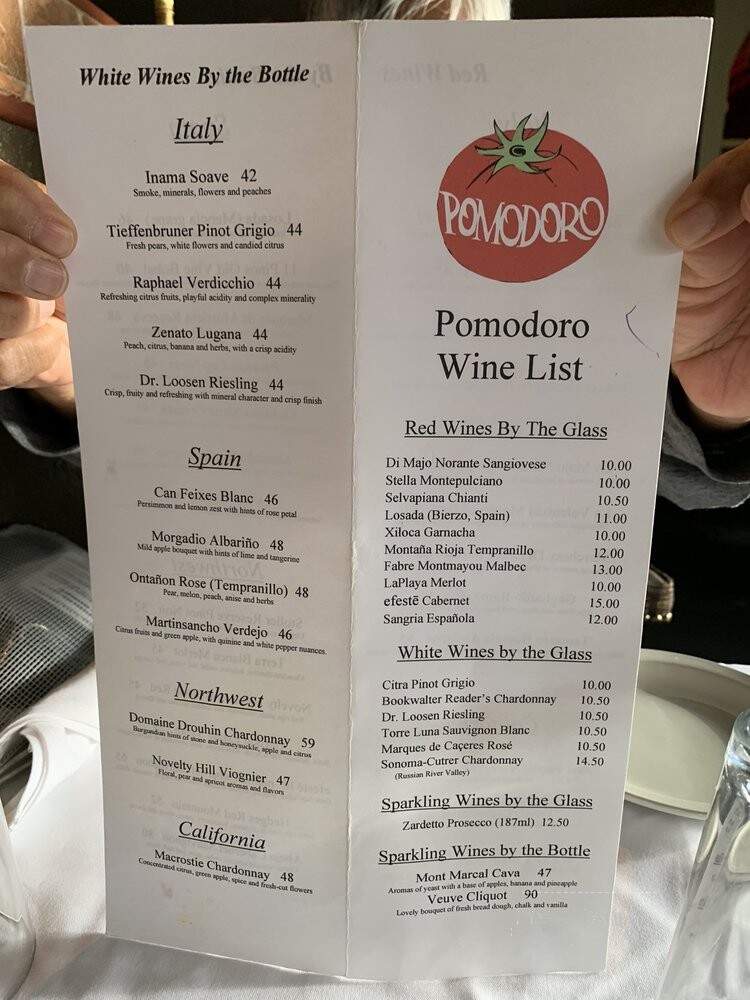 White Wines By the Bottle
Italy
Inama Soave 42
Smoke, minerals, flowers and peaches
Tieffenbruner Pinot Grigio 44
Fresh pears, white flowers and candied citrus
Raphael Verdicchio 44
Refreshing citrus fruits, playful acidity and complex minerality
Zenato Lugana 44
Peach, citrus, banana and herbs, with a crisp acidity
Dr. Loosen Riesling 44
Crisp, fruity and refreshing with mineral character and crisp finish
Spain
Can Feixes Blanc 46
Persimmon and lemon zest with hints of rose petal
Morgadio Albariño 48
Mild apple bouquet with hints of lime and tangerine
Ontañon Rose (Tempranillo) 48
Pear, melon, peach, anise and herbs
Martinsancho Verdejo 46
Citrus fruits and green apple, with quinine and white pepper nuances.
Northwest
Domaine Drouhin Chardonnay 59
Burgundian hints of stone and honeysuckle, apple and citrus
Novelty Hill Viognier 47
Floral, pear and apricot aromas and flavors
California
Macrostie Chardonnay 48
Concentrated citrus, green apple, spice and fresh-cut flowers
POMODORO
Pomodoro
Wine List
Red Wines By The Glass
Di Majo Norante Sangiovese 10.00
Stella Montepulciano 10.00
Selvapiana Chianti 10.50
Losada (Bierzo, Spain) 11.00
Xiloca Garnacha 10.00
Montaña Rioja Tempranillo 12.00
Fabre Montmayou Malbec 13.00
LaPlaya Merlot 10.00
efestē Cabernet 15.00
Sangria Española 12.00
White Wines by the Glass
Citra Pinot Grigio 10.00
Bookwalter Reader's Chardonnay 10.50
Dr. Loosen Riesling 10.50
Torre Luna Sauvignon Blanc 10.50
Marques de Caçeres Rosé 10.50
Sonoma-Cutrer Chardonnay 14.50
(Russian River Valley)
Sparkling Wines by the Glass
Zardetto Prosecco (187ml) 12.50
Sparkling Wines by the Bottle
Mont Marcal Cava 47
Aromas of yeast with a base of apples, banana and pineapple
Veuve Cliquot 90
Lovely bouquet of fresh bread dough, chalk and vanilla